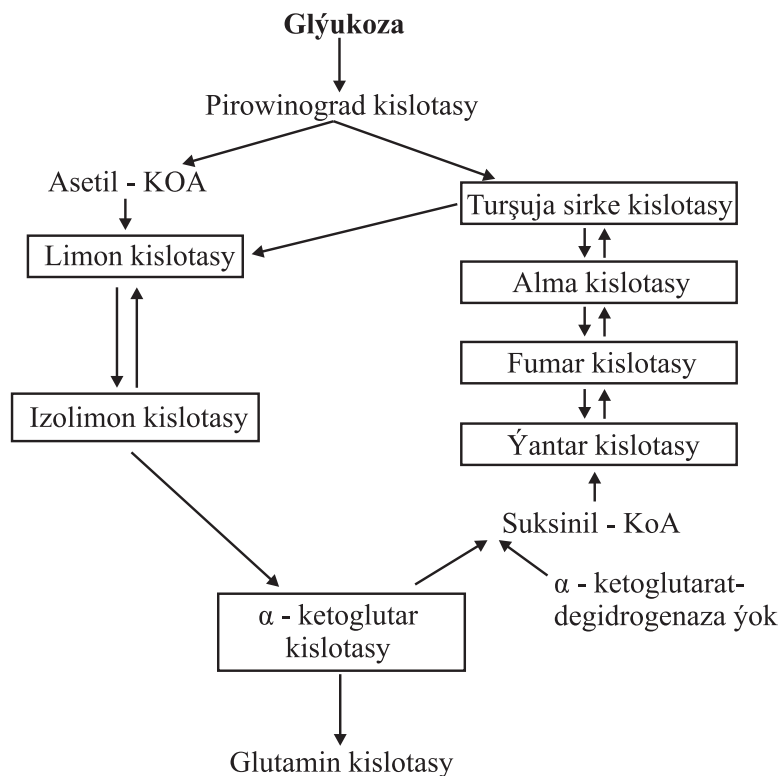 Glýukoza
Pirowinograd kislotasy
Asetil - KOA
Turşuja sirke kislotasy
Limon kislotasy
Alma kislotasy
Fumar kislotasy
Izolimon kislotasy
Ýantar kislotasy
Suksinil - KoA
α - ketoglutarat-
degidrogenaza ýok
α - ketoglutar
kislotasy
Glutamin kislotasy